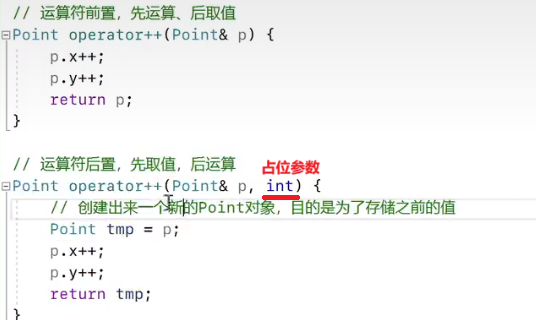 // 运算符前置，先运算、后取值
Point operator++(Point& p) {
p.x++;
p.y++;
return p;
}
// 运算符后置，先取值，后运算
占位参数
Point operator++(Point& p, int) {
// 创建出来一个新的Point对象，目的是为了存储之前的值
Point tmp = p;
p.x++;
p.y++;
return tmp;
}